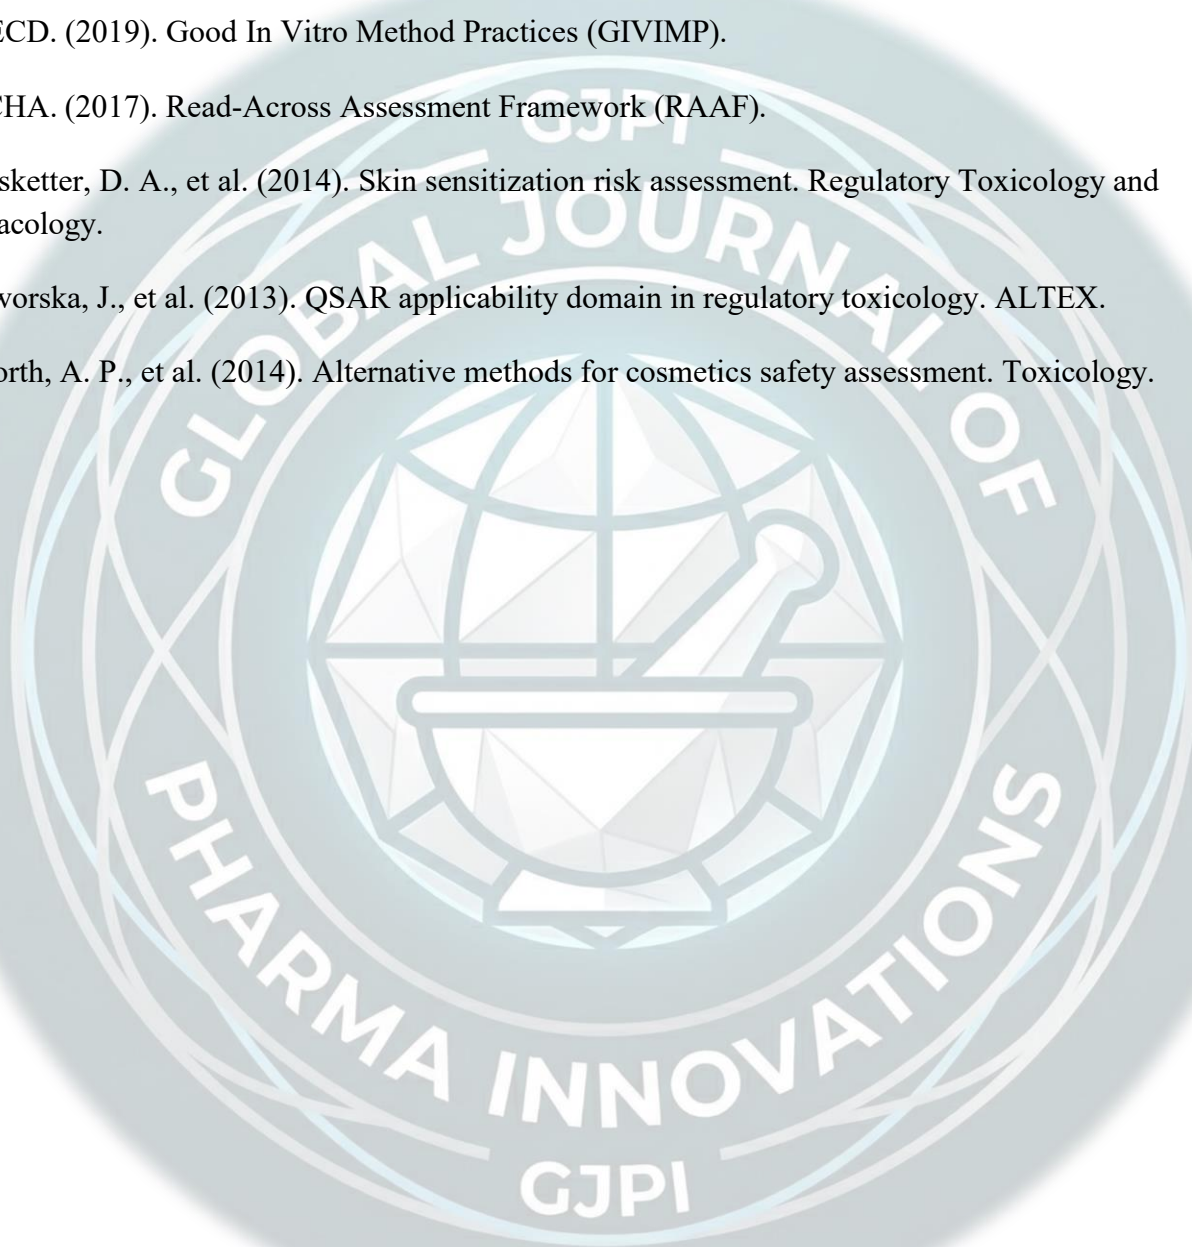 ECD. (2019). Good In Vitro Method Practices (GIVIMP).
CHA. (2017). Read-Across Assessment Framework (RAAF).
sketter, D. A., et al. (2014). Skin sensitization risk assessment. Regulatory Toxicology and
acology.
worska, J., et al. (2013). QSAR applicability domain in regulatory toxicology. ALTEX.
orth, A. P., et al. (2014). Alternative methods for cosmetics safety assessment. Toxicology.
GJPI
GLOBAL JOURNAL OF
PHARMA INNOVATIONS
GJPI